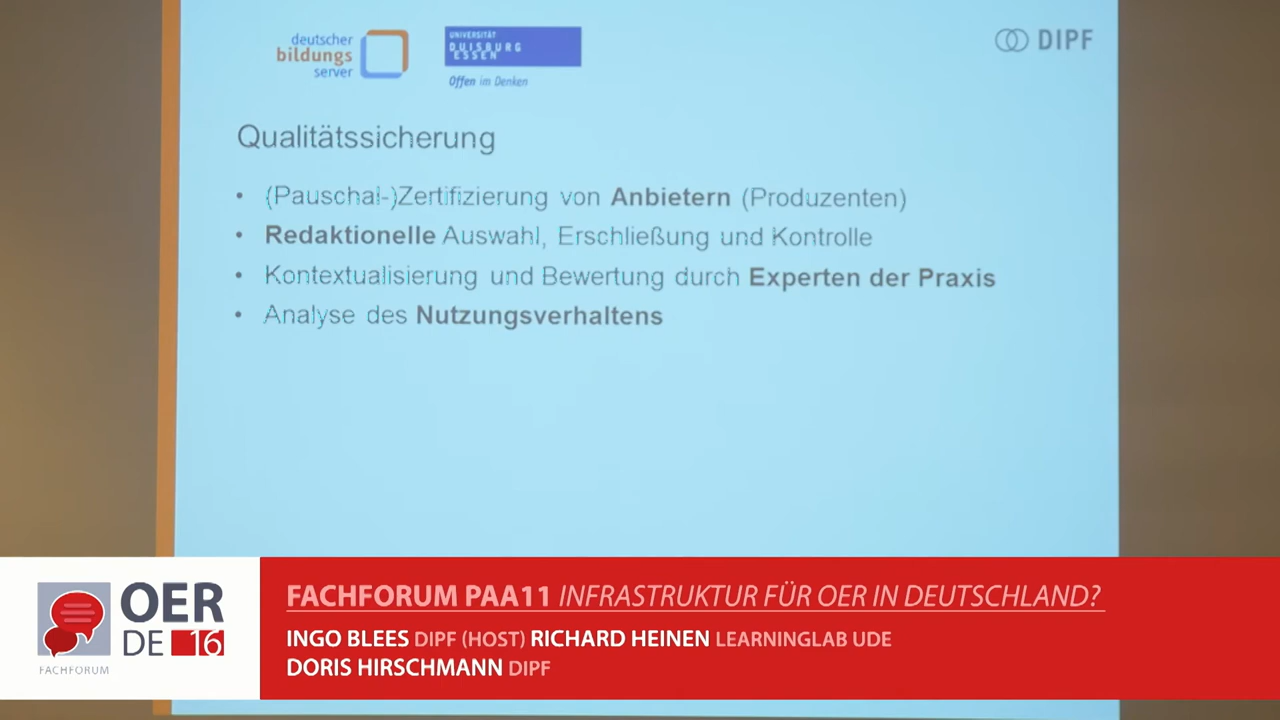 deutscher
bildungs
server
UNIVERSITÄT
DUISBURG
ESSEN
Offen im Denken
DIPF
Qualitätssicherung
• (Pauschal-)Zertifizierung von Anbietern (Produzenten)
• Redaktionelle Auswahl, Erschließung und Kontrolle
• Kontextualisierung und Bewertung durch Experten der Praxis
• Analyse des Nutzungsverhaltens
OER
DE 16
FACHFORUM
FACHFORUM PAA11 INFRASTRUKTUR FÜR OER IN DEUTSCHLAND?
INGO BLEES DIPF (HOST) RICHARD HEINEN LEARNINGLAB UDE
DORIS HIRSCHMANN DIPF